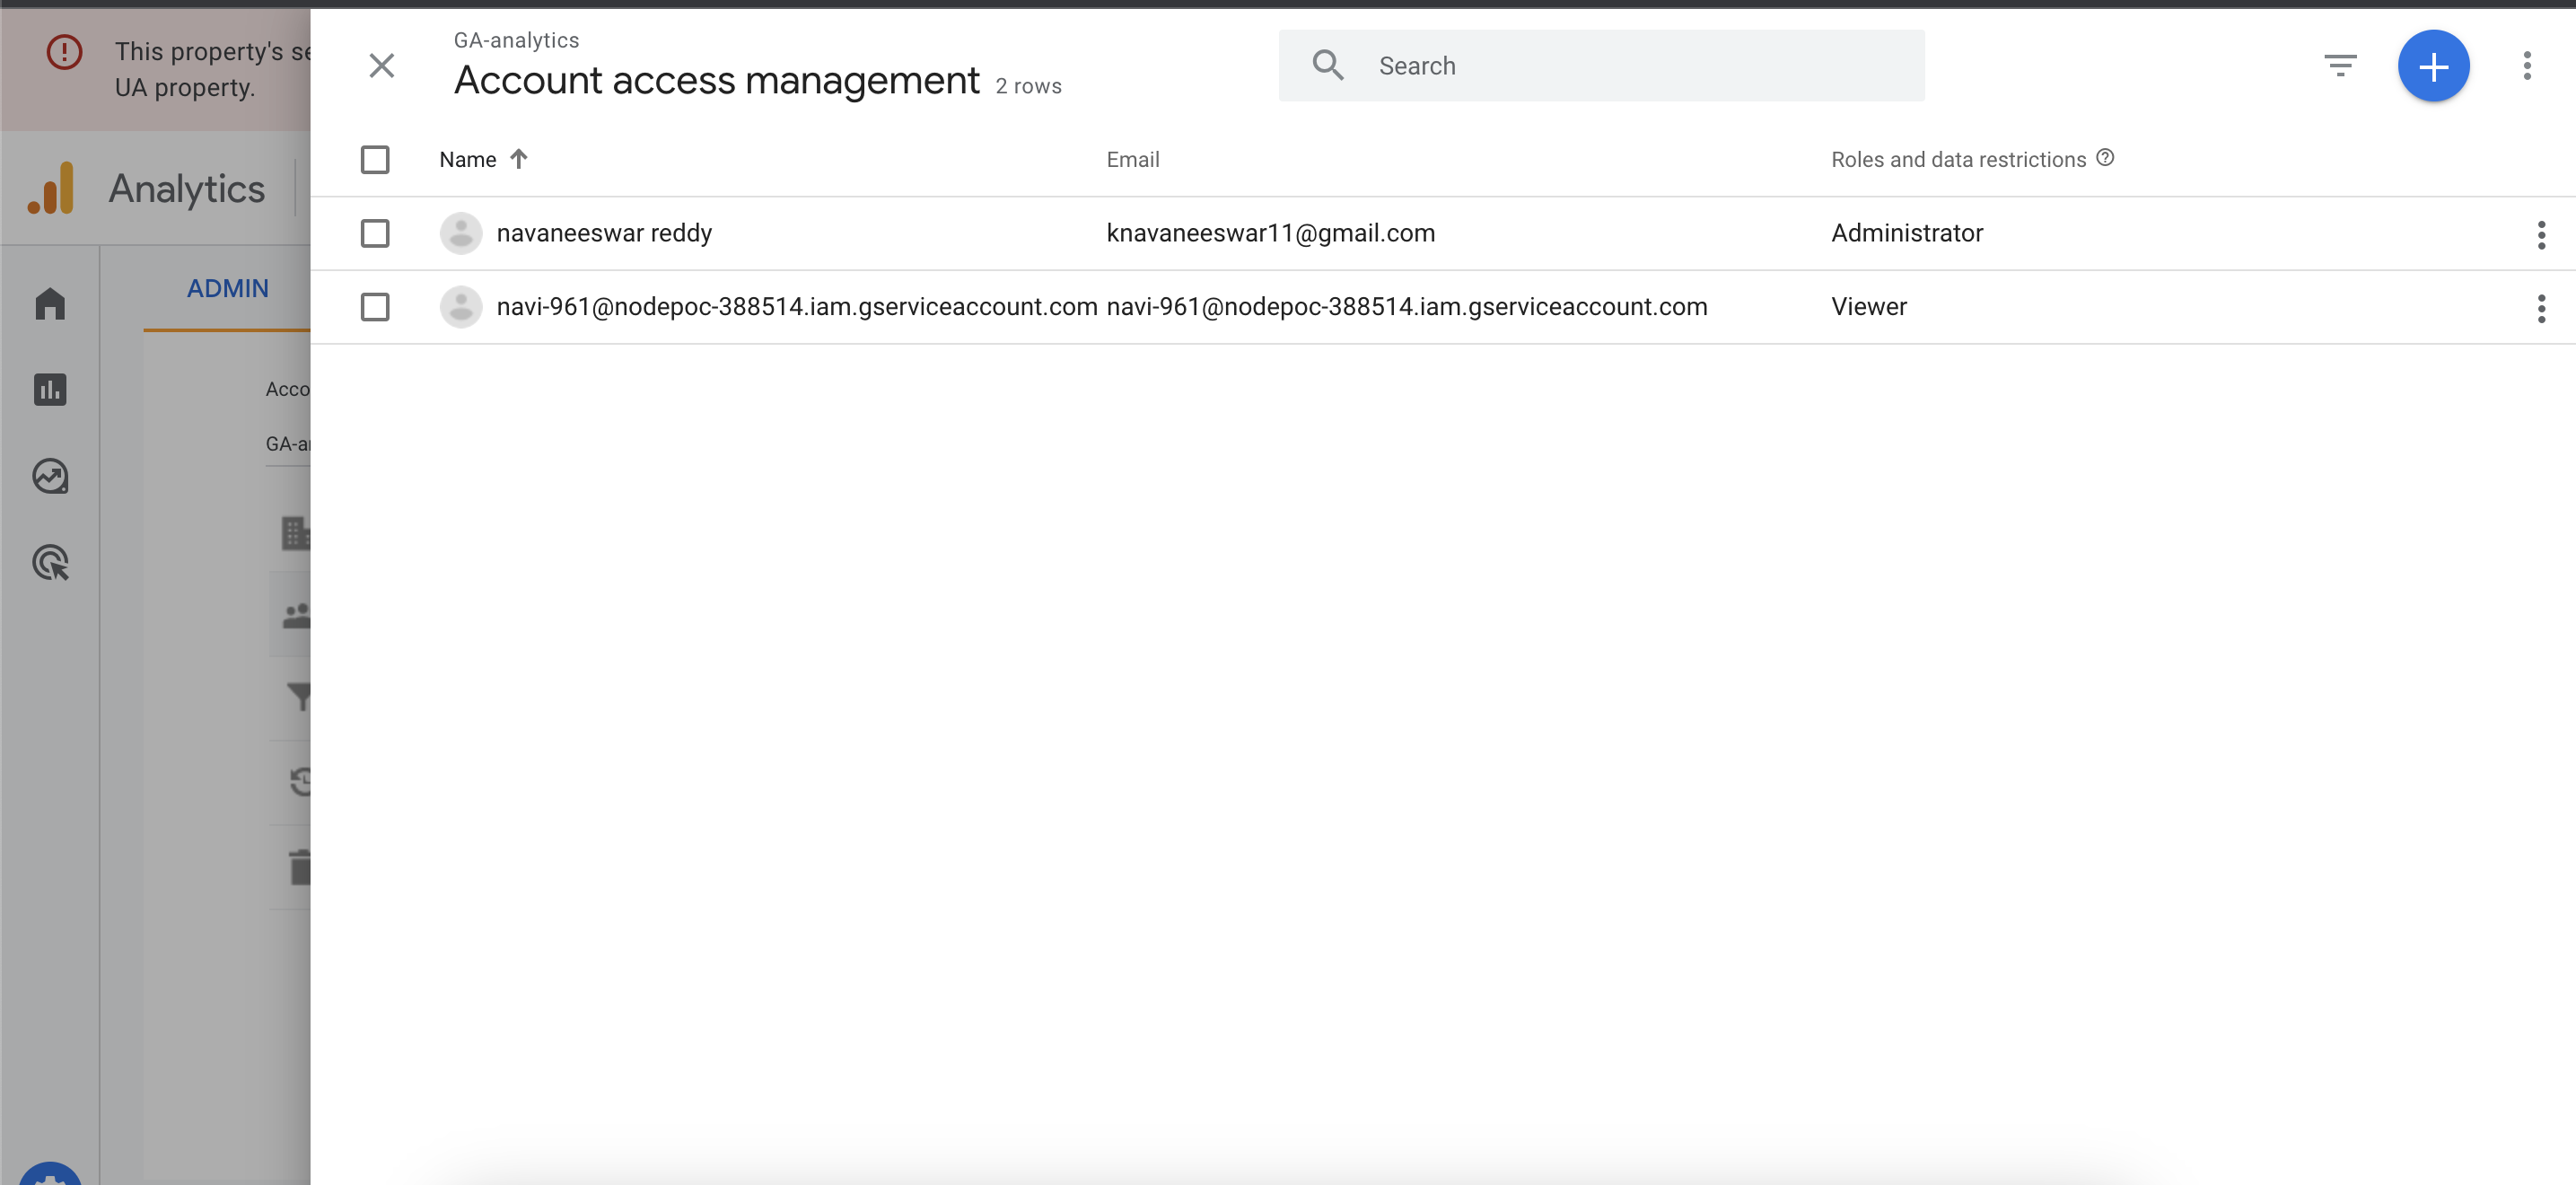 This property's se
UA property.
Analytics
ADMIN
Acco
GA-a
GA-analytics
Account access management 2 rows
Search
Name Email Roles and data restrictions
navaneeswar reddy knavaneeswar11@gmail.com Administrator
navi-961@nodepoc-388514.iam.gserviceaccount.com navi-961@nodepoc-388514.iam.gserviceaccount.com Viewer